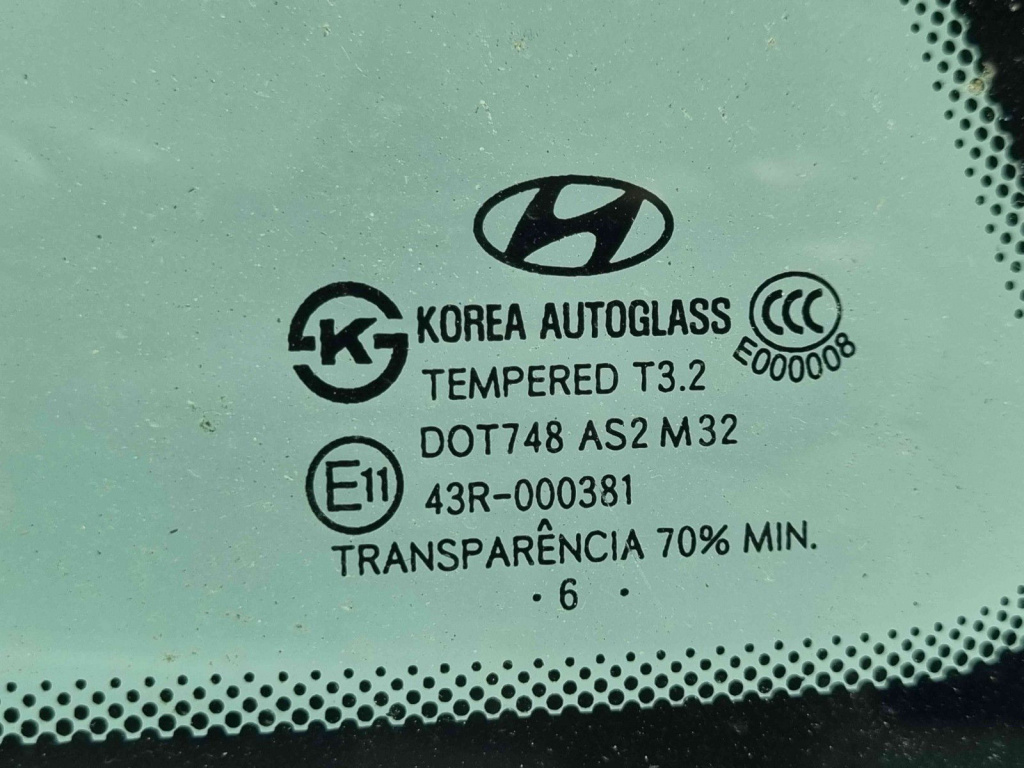 KOREA AUTOGLASS
CCC
E000008
K
TEMPERED T3.2
DOT748 AS2 M32
E11
43R-000381
TRANSPARÊNCIA 70% MIN.
. 6 .